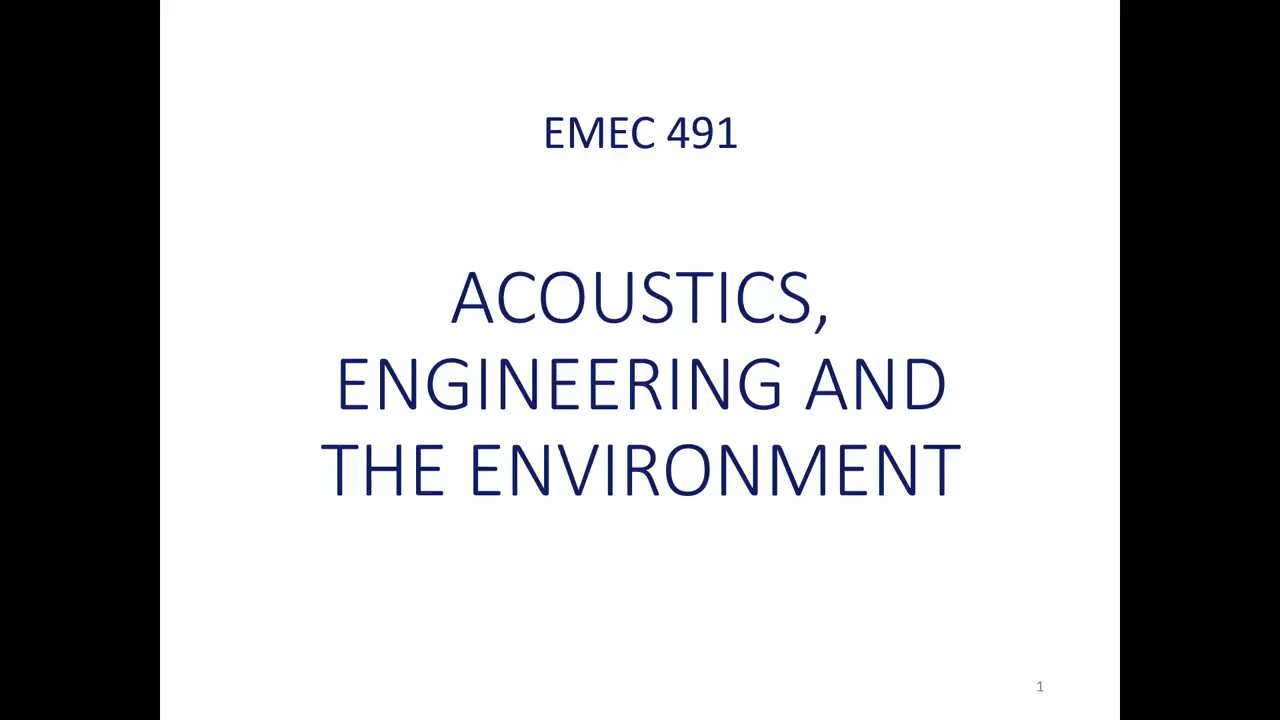 EMEC 491
ACOUSTICS,
ENGINEERING AND
THE ENVIRONMENT
1